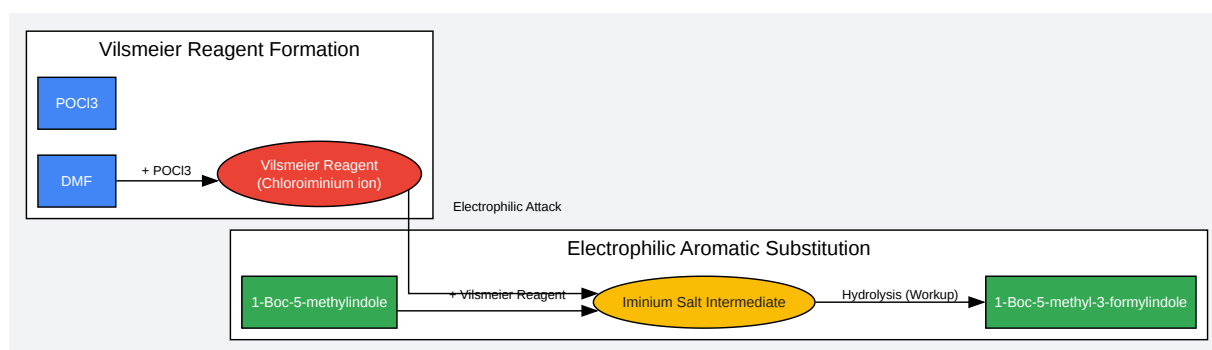 Vilsmeier Reagent Formation
POCl3
DMF
+ POCl3
Vilsmeier Reagent
(Chloroiminium ion)
Electrophilic Attack
Electrophilic Aromatic Substitution
1-Boc-5-methylindole
+ Vilsmeier Reagent
Iminium Salt Intermediate
Hydrolysis (Workup)
1-Boc-5-methyl-3-formylindole